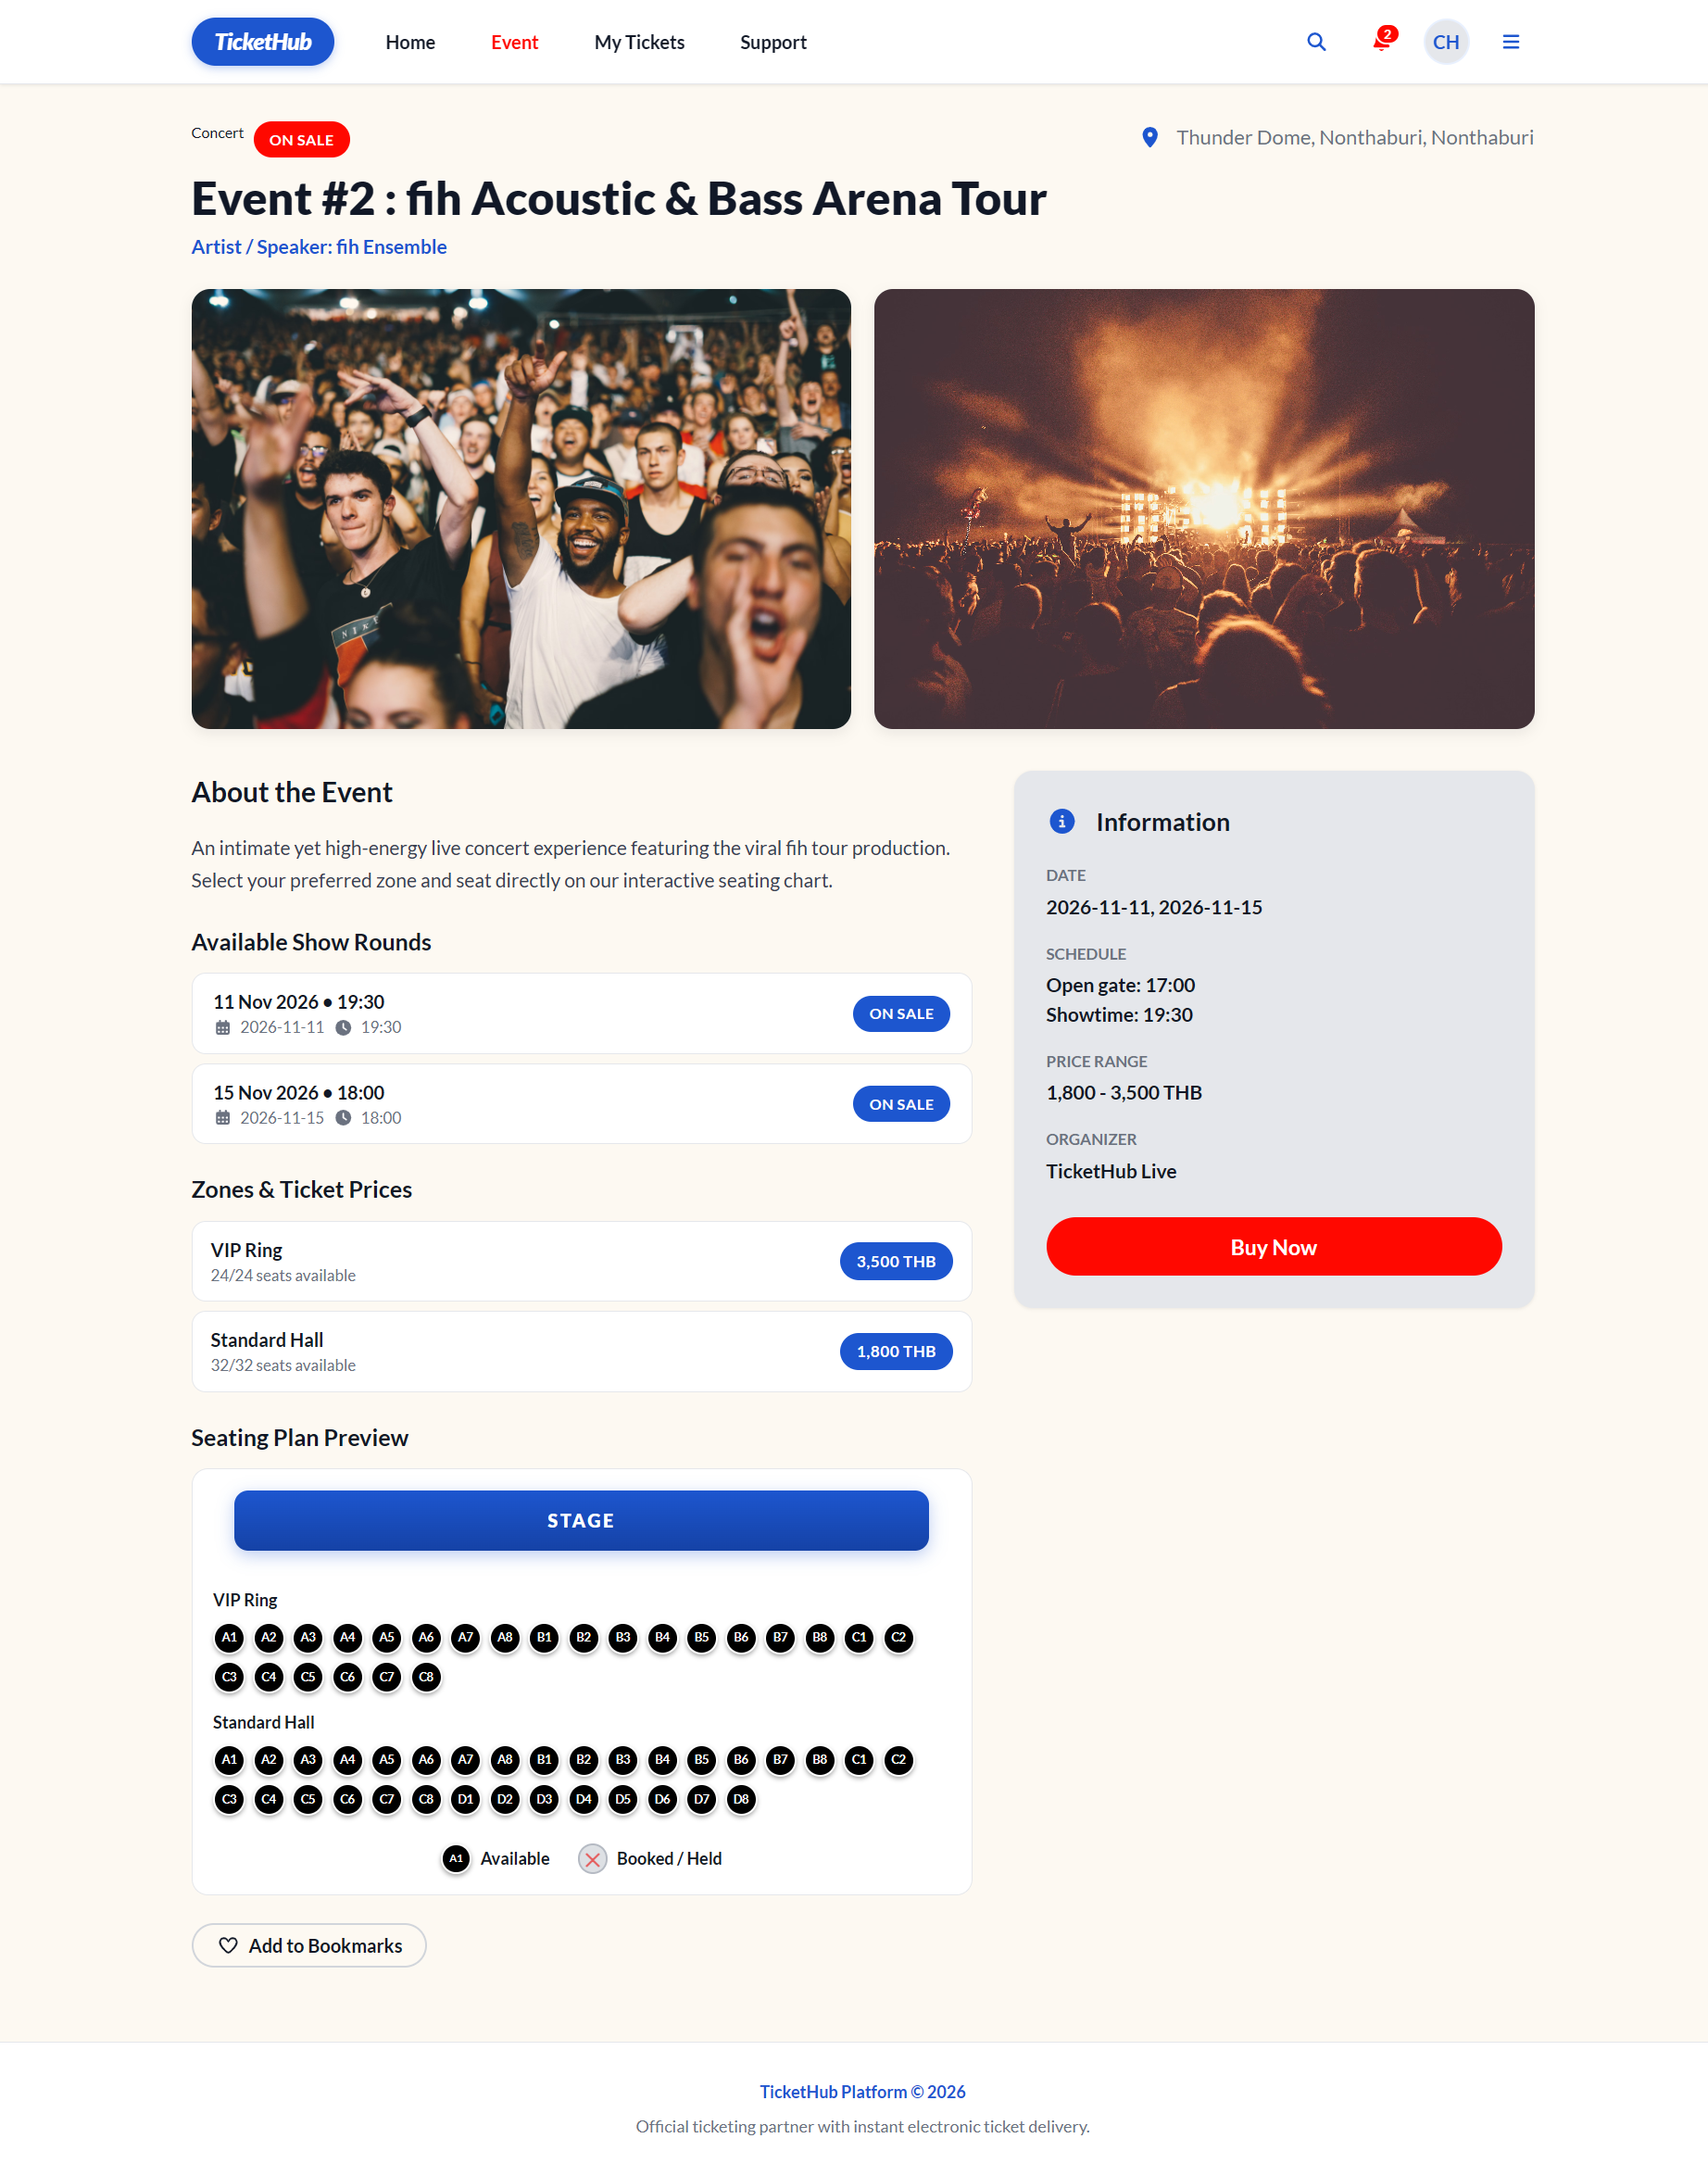 TicketHub
Home
Event
My Tickets
Support
2
CH
Concert
ON SALE
Thunder Dome, Nonthaburi, Nonthaburi
Event #2 : fih Acoustic & Bass Arena Tour
Artist / Speaker: fih Ensemble
NIKE
About the Event
An intimate yet high-energy live concert experience featuring the viral fih tour production.
Select your preferred zone and seat directly on our interactive seating chart.
Available Show Rounds
11 Nov 2026 • 19:30
2026-11-11 19:30
ON SALE
15 Nov 2026 • 18:00
2026-11-15 18:00
ON SALE
Zones & Ticket Prices
VIP Ring
24/24 seats available
3,500 THB
Standard Hall
32/32 seats available
1,800 THB
Seating Plan Preview
STAGE
VIP Ring
A1 A2 A3 A4 A5 A6 A7 A8 B1 B2 B3 B4 B5 B6 B7 B8 C1 C2
C3 C4 C5 C6 C7 C8
Standard Hall
A1 A2 A3 A4 A5 A6 A7 A8 B1 B2 B3 B4 B5 B6 B7 B8 C1 C2
C3 C4 C5 C6 C7 C8 D1 D2 D3 D4 D5 D6 D7 D8
A1 Available
Booked / Held
Add to Bookmarks
Information
DATE
2026-11-11, 2026-11-15
SCHEDULE
Open gate: 17:00
Showtime: 19:30
PRICE RANGE
1,800 - 3,500 THB
ORGANIZER
TicketHub Live
Buy Now
TicketHub Platform © 2026
Official ticketing partner with instant electronic ticket delivery.